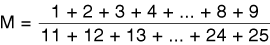 M = 1 + 2 + 3 + 4 + ... + 8 + 9
11 + 12 + 13 + ... + 24 + 25